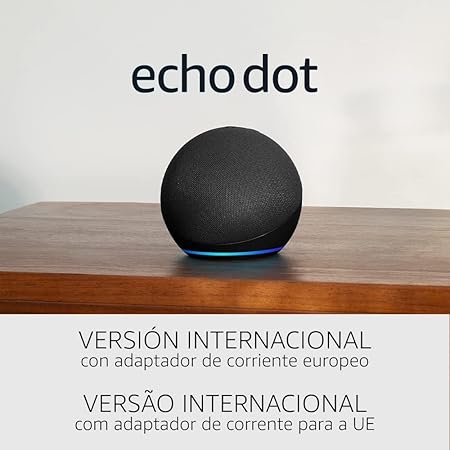 echo dot
VERSIÓN INTERNACIONAL
con adaptador de corriente europeo
VERSÃO INTERNACIONAL
com adaptador de corrente para a UE